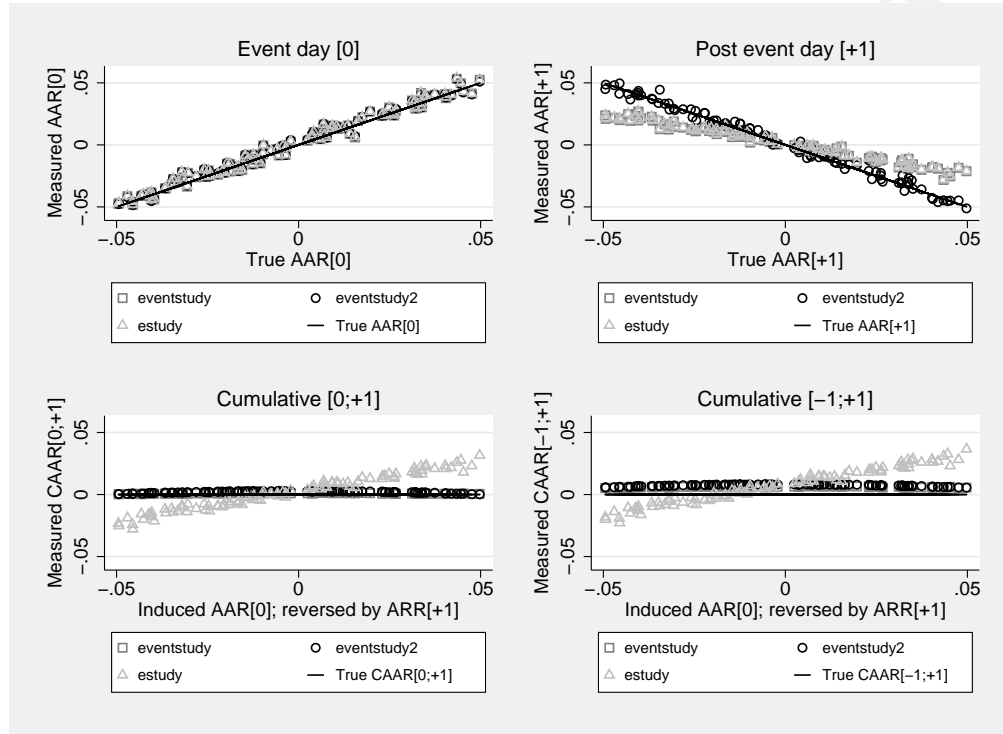 Event day [0]
Measured AAR[0]
.05
0
−.05
−.05 0 .05
True AAR[0]
eventstudy eventstudy2
estudy True AAR[0]
Post event day [+1]
Measured AAR[+1]
.05
0
−.05
−.05 0 .05
True AAR[+1]
eventstudy eventstudy2
estudy True AAR[+1]
Cumulative [0;+1]
Measured CAAR[0;+1]
.05
0
−.05
−.05 0 .05
Induced AAR[0]; reversed by ARR[+1]
eventstudy eventstudy2
estudy True CAAR[0;+1]
Cumulative [−1;+1]
Measured CAAR[−1;+1]
.05
0
−.05
−.05 0 .05
Induced AAR[0]; reversed by ARR[+1]
eventstudy eventstudy2
estudy True CAAR[−1;+1]